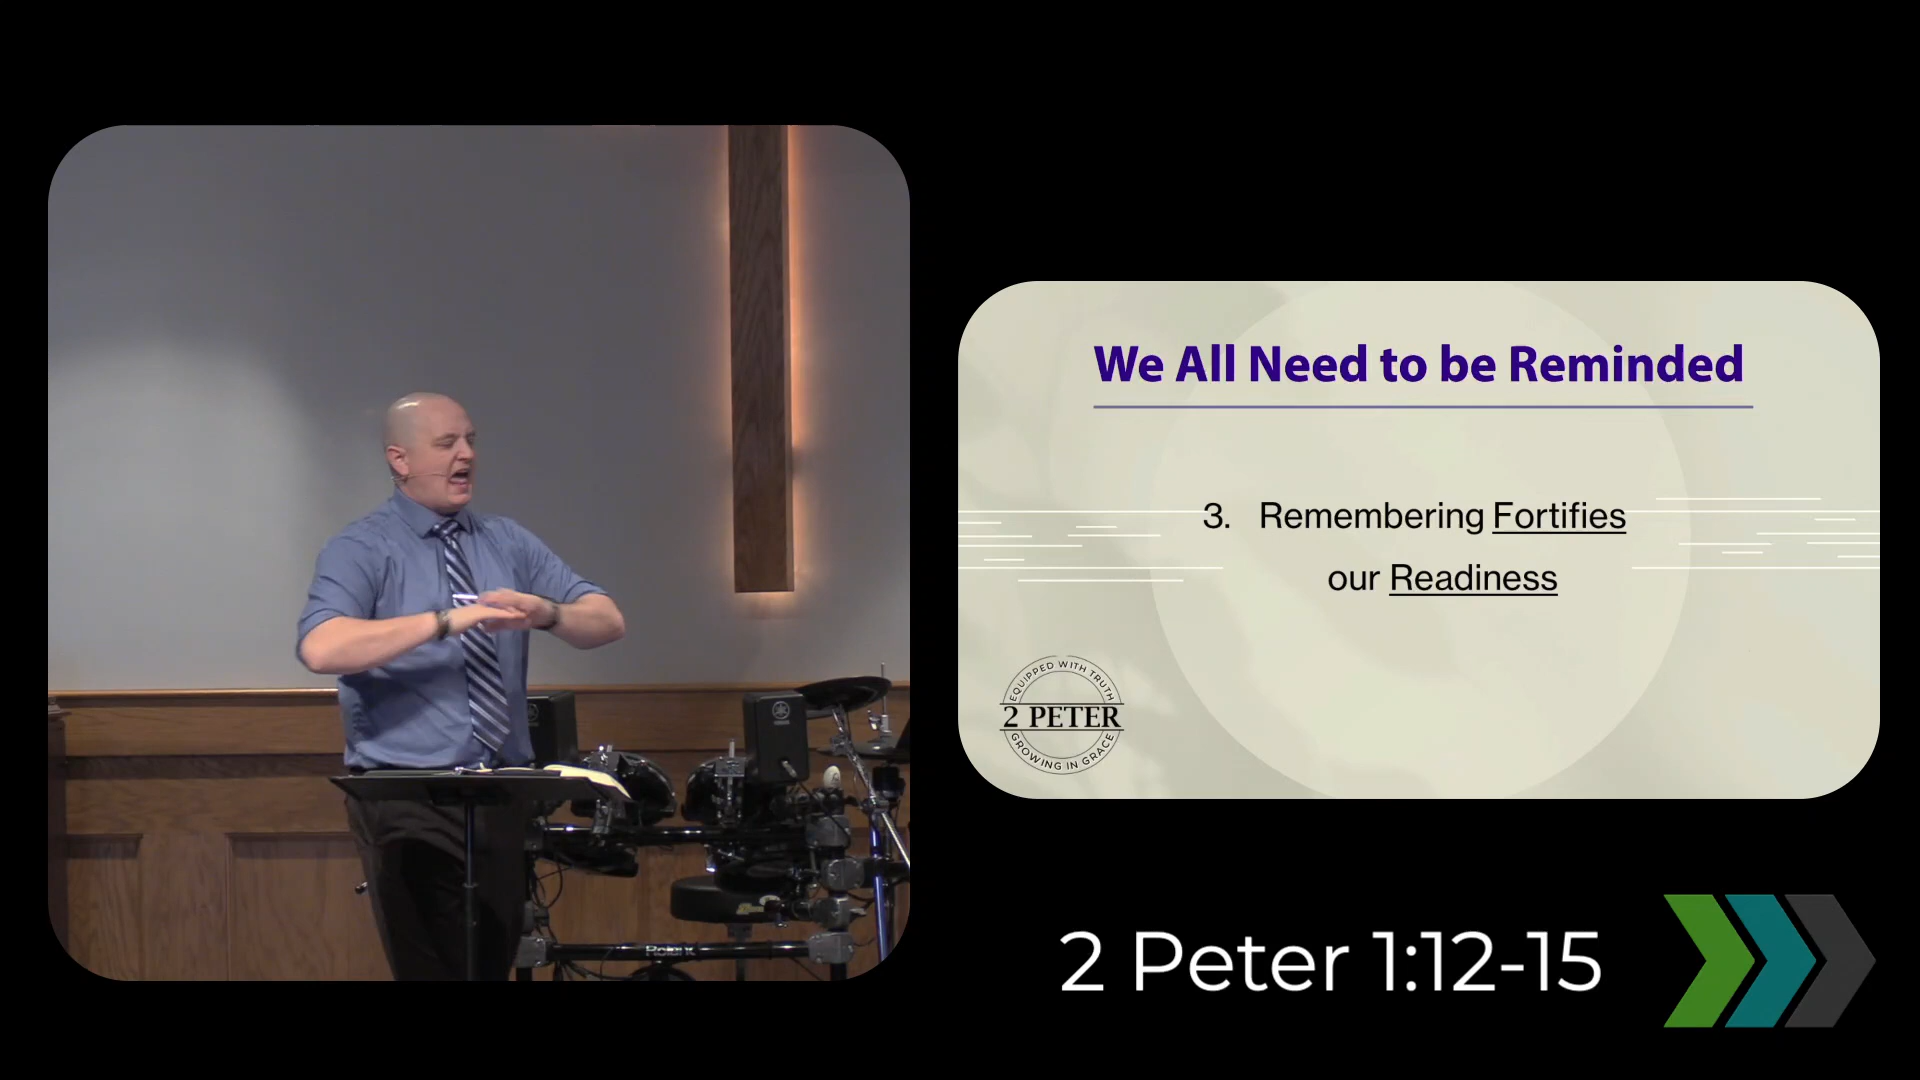 We All Need to be Reminded
3. Remembering Fortifies
our Readiness
EQUIPPED WITH TRUTH
2 PETER
GROWING IN GRACE
2 Peter 1:12-15
Roland